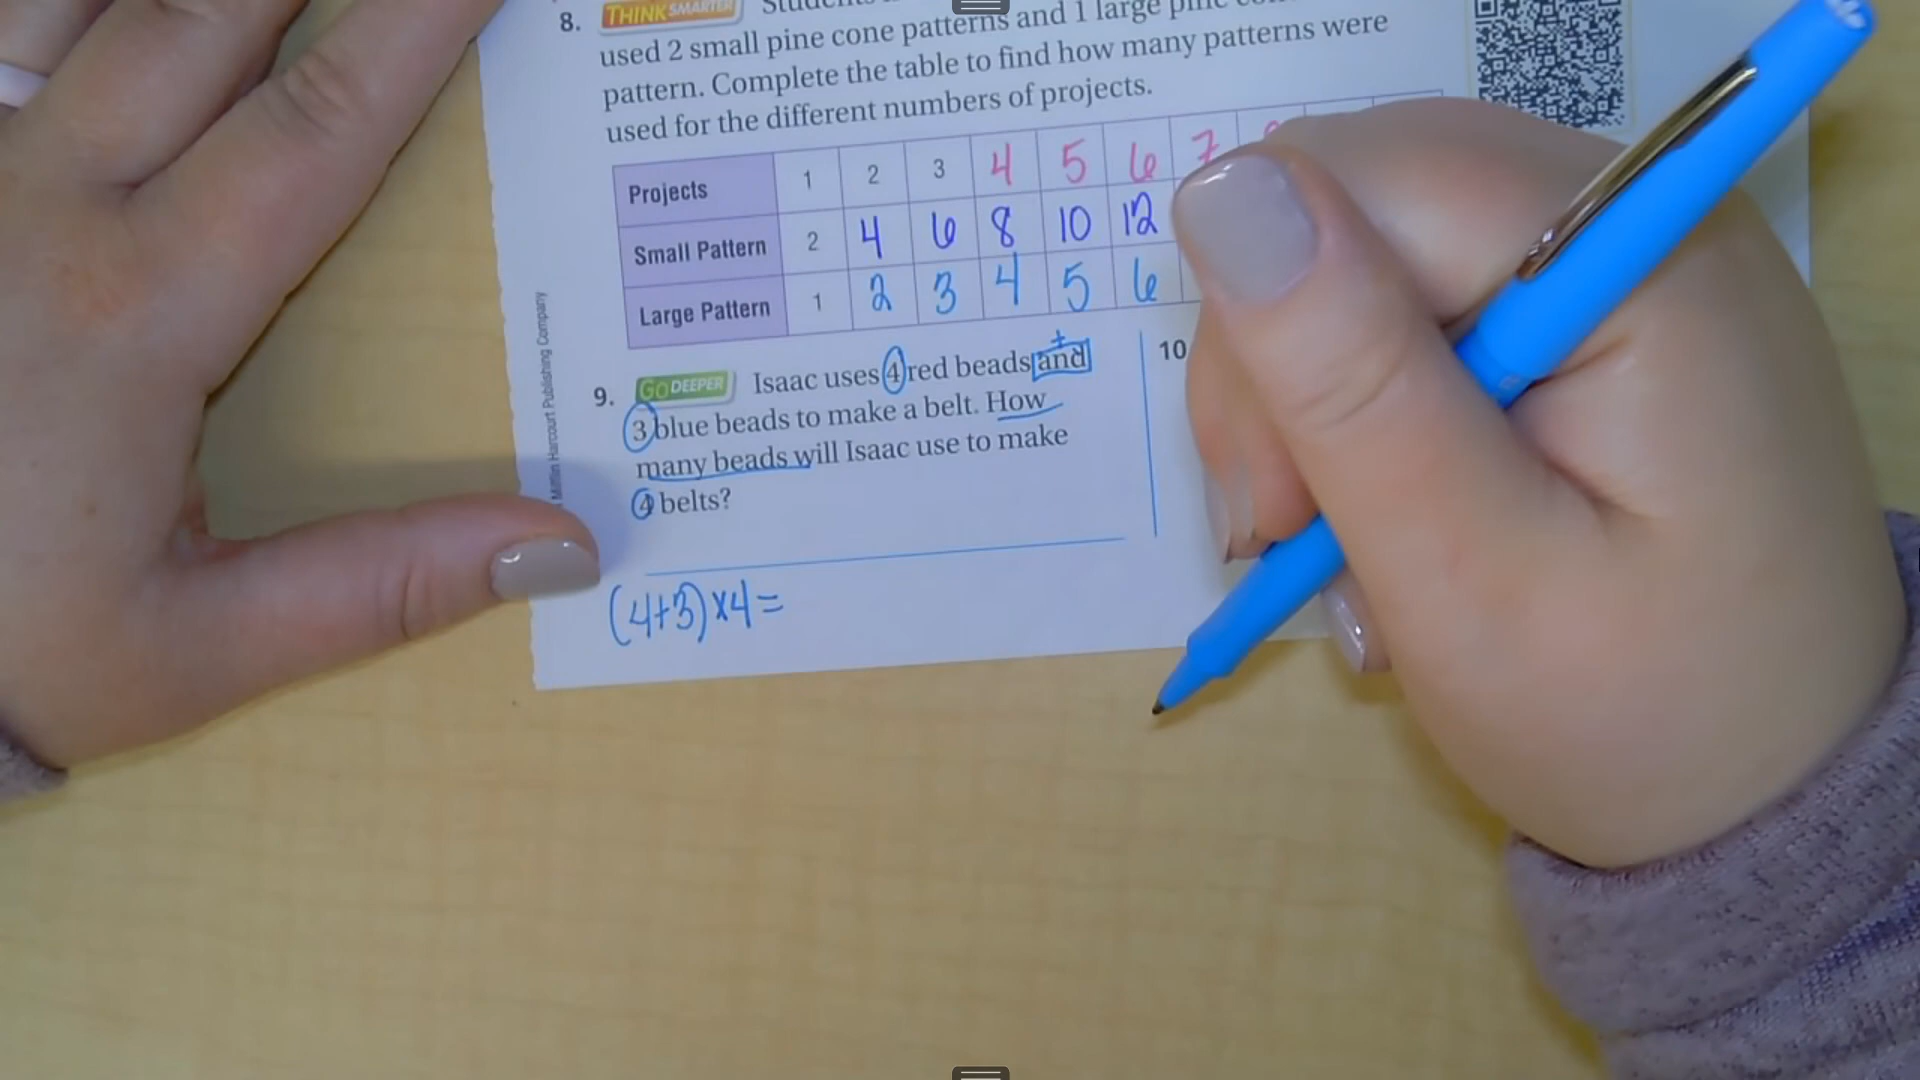 8. THINK SMARTER
used 2 small pine cone patterns and 1 large
pattern. Complete the table to find how many patterns were
used for the different numbers of projects.
Projects 1 2 3 4 5 6 7
Small Pattern 2 4 6 8 10 12
Large Pattern 1 2 3 4 5 6
+
9. GO DEEPER Isaac uses 4 red beads and
3 blue beads to make a belt. How
many beads will Isaac use to make
4 belts?
10
(4+3)×4=
Mifflin Harcourt Publishing Company